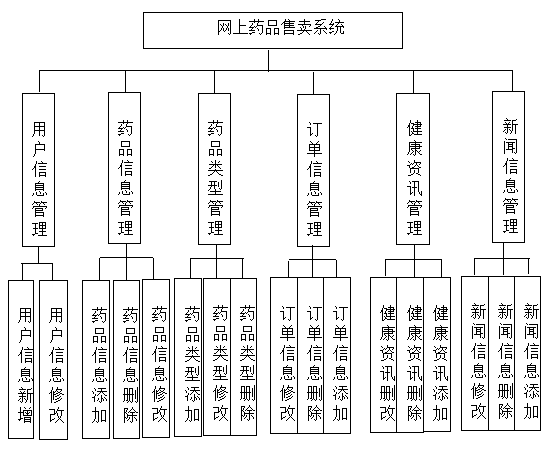 网上药品售卖系统
用户信息管理
药品信息管理
药品类型管理
订单信息管理
健康资讯管理
新闻信息管理
用户信息新增
用户信息修改
药品信息添加
药品信息删除
药品信息修改
药品类型添加
药品类型修改
药品类型删除
订单信息修改
订单信息删除
订单信息添加
健康资讯删改
健康资讯删除
健康资讯添加
新闻信息修改
新闻信息删除
新闻信息添加